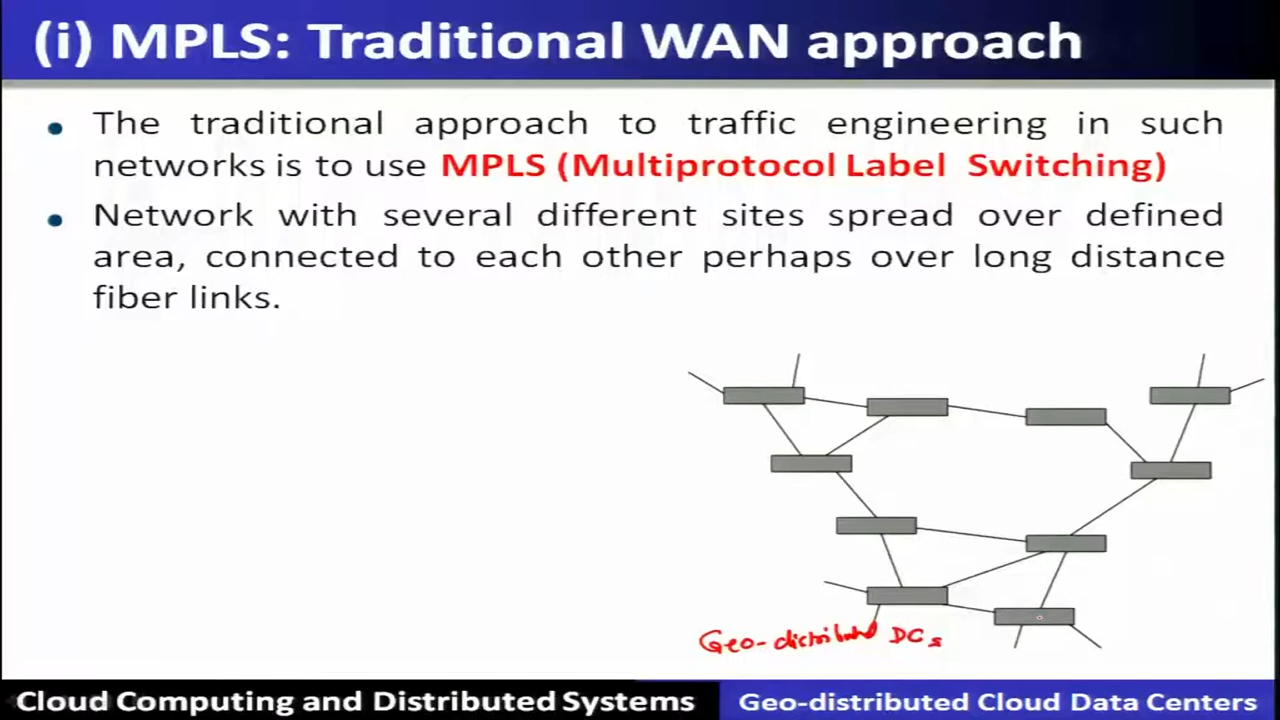 (i) MPLS: Traditional WAN approach
The traditional approach to traffic engineering in such
networks is to use MPLS (Multiprotocol Label Switching)
Network with several different sites spread over defined
area, connected to each other perhaps over long distance
fiber links.
Geo-distributed DCs
Cloud Computing and Distributed Systems
Geo-distributed Cloud Data Centers